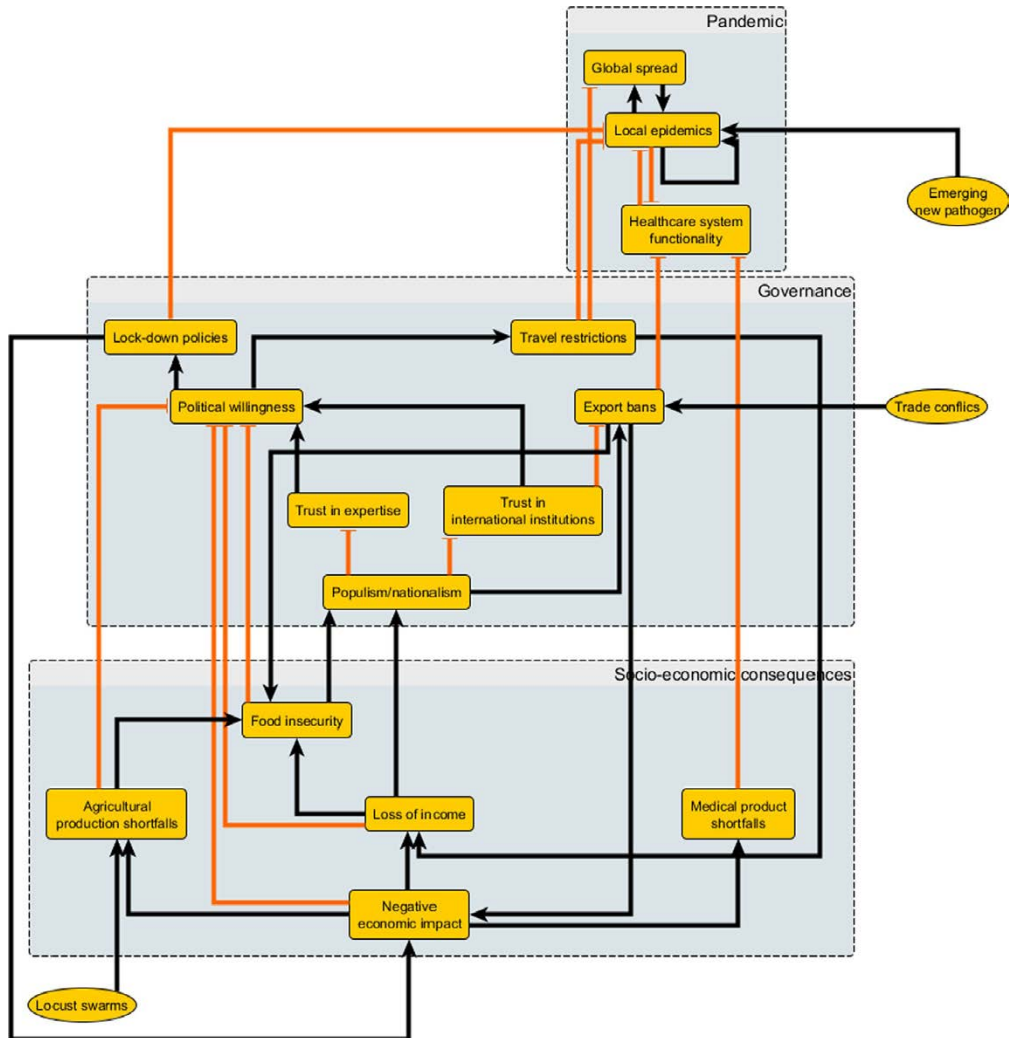 Pandemic
Global spread
Local epidemics
Emerging
new pathogen
Healthcare system
functionality
Governance
Lock-down policies
Travel restrictions
Political willingness
Export bans
Trade conflics
Trust in expertise
Trust in
international institutions
Populism/nationalism
Socio-economic consequences
Food insecurity
Agricultural
production shortfalls
Loss of income
Medical product
shortfalls
Negative
economic impact
Locust swarms